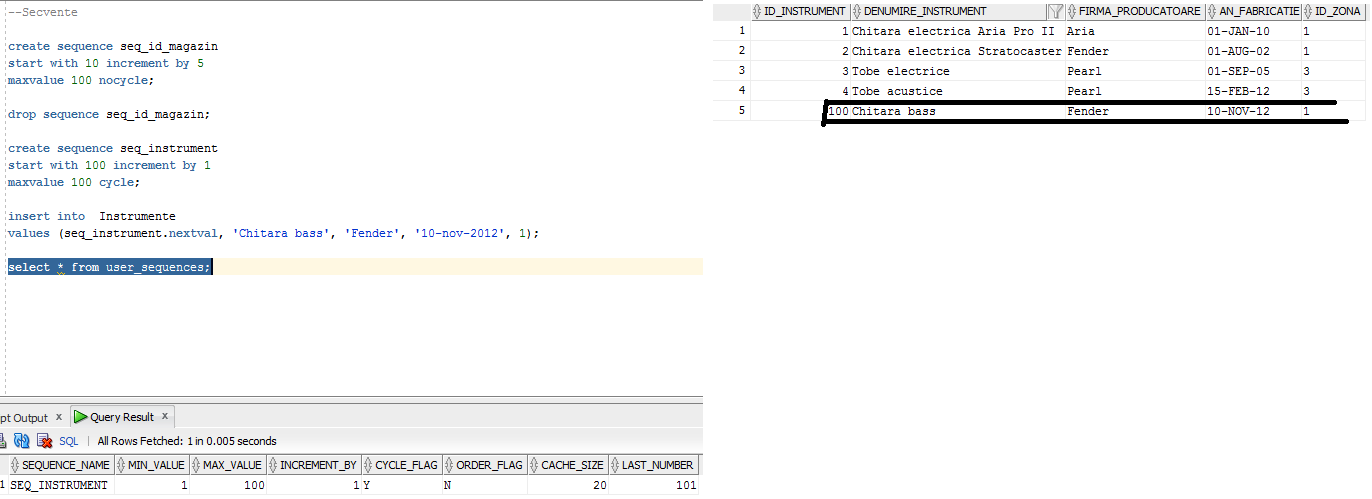 --Secvente
create sequence seq_id_magazin
start with 10 increment by 5
maxvalue 100 nocycle;
drop sequence seq_id_magazin;
create sequence seq_instrument
start with 100 increment by 1
maxvalue 100 cycle;
insert into  Instrumente
values (seq_instrument.nextval, 'Chitara bass', 'Fender', '10-nov-2012', 1);
select * from user_sequences;
pt Output x Query Result x
SQL | All Rows Fetched: 1 in 0.005 seconds
SEQUENCE_NAME MIN_VALUE MAX_VALUE INCREMENT_BY CYCLE_FLAG ORDER_FLAG CACHE_SIZE LAST_NUMBER
1 SEQ_INSTRUMENT 1 100 1 Y N 20 101
ID_INSTRUMENT DENUMIRE_INSTRUMENT FIRMA_PRODUCATOARE AN_FABRICATIE ID_ZONA
1 1 Chitara electrica Aria Pro II Aria 01-JAN-10 1
2 2 Chitara electrica Stratocaster Fender 01-AUG-02 1
3 3 Tobe electrice Pearl 01-SEP-05 3
4 4 Tobe acustice Pearl 15-FEB-12 3
5 100 Chitara bass Fender 10-NOV-12 1